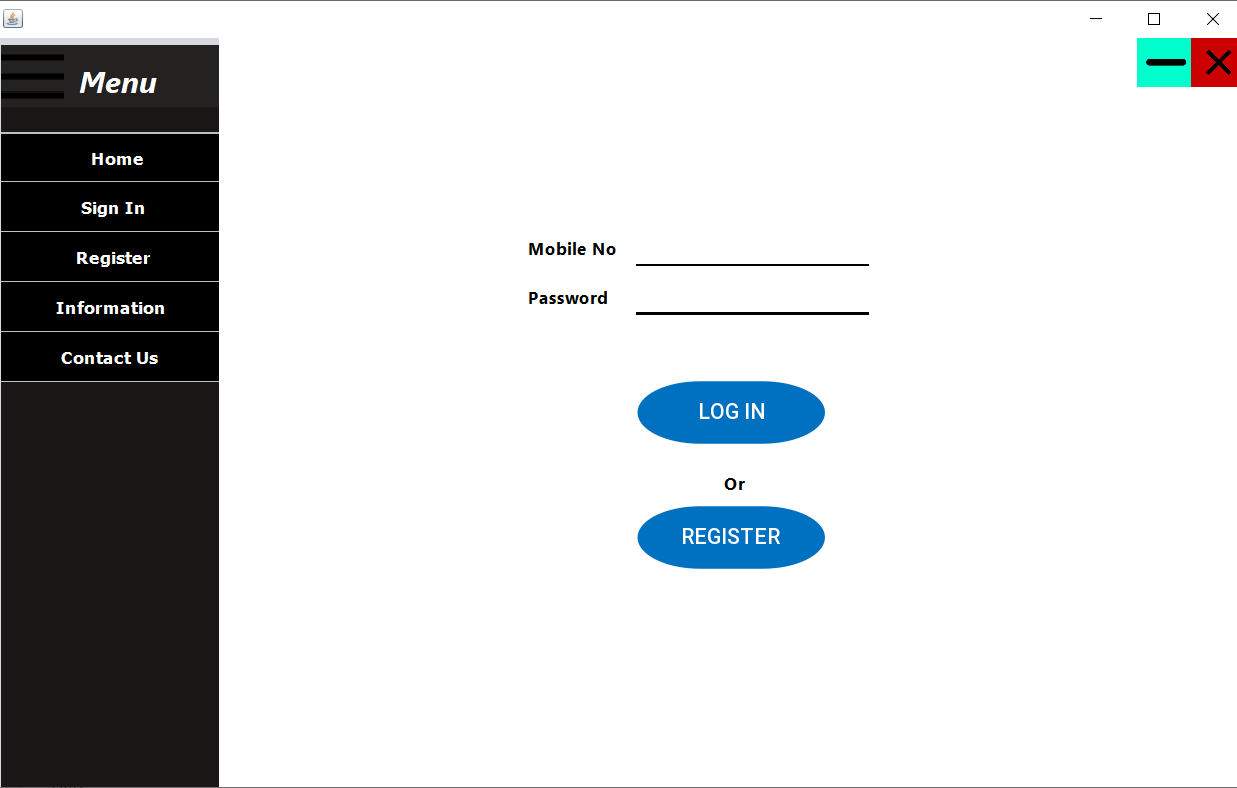 Menu
Home
Sign In
Register
Information
Contact Us
Mobile No
Password
LOG IN
Or
REGISTER